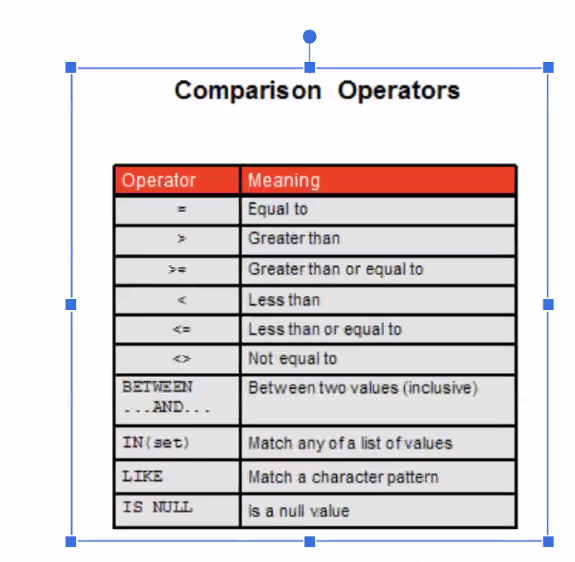 Comparison Operators
Operator Meaning
= Equal to
> Greater than
>= Greater than or equal to
< Less than
<= Less than or equal to
<> Not equal to
BETWEEN Between two values (inclusive)
...AND...
IN(set) Match any of a list of values
LIKE Match a character pattern
IS NULL is a null value